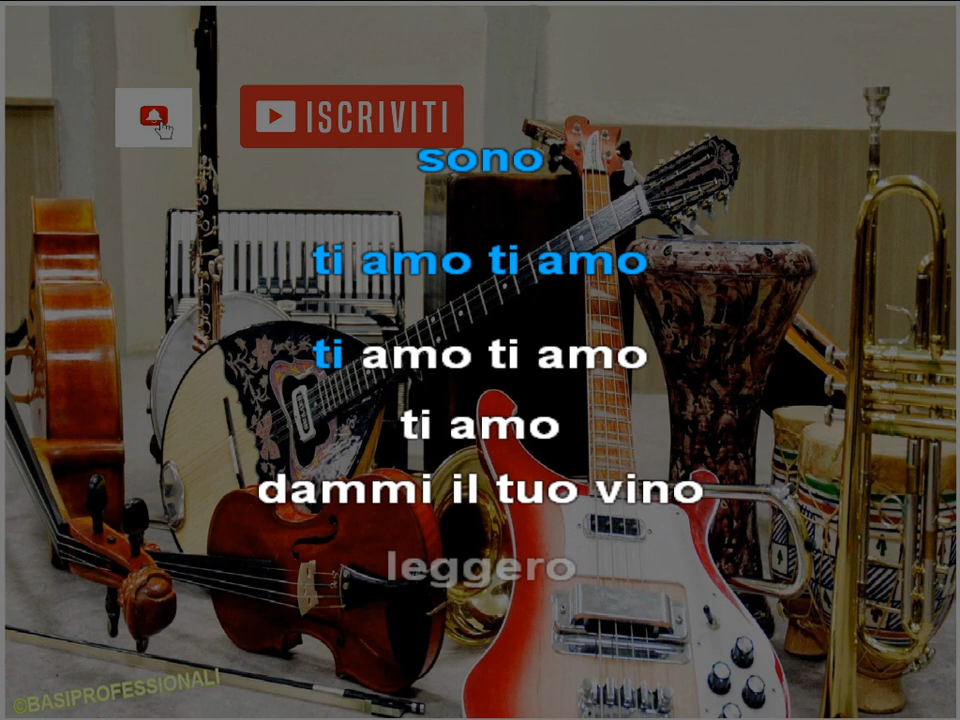 ISCRIVITI
sono
ti amo ti amo
ti amo ti amo
ti amo
dammi il tuo vino
leggero
©BASIPROFESSIONALI